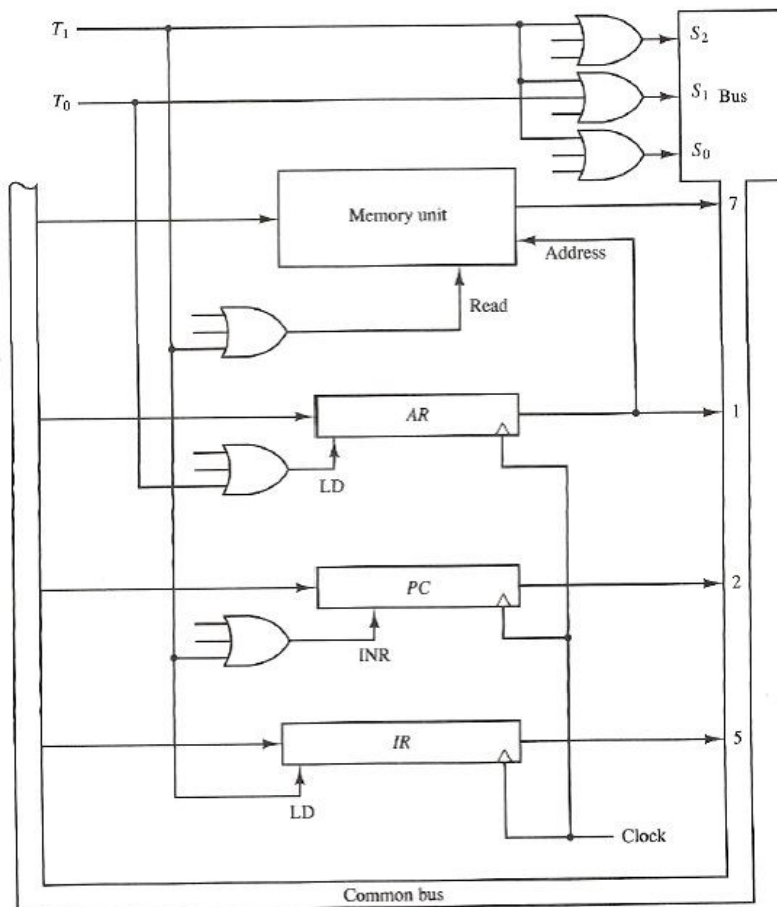 T₁
S₂
T₀
S₁ Bus
S₀
Memory unit
7
Address
Read
AR
1
LD
PC
2
INR
IR
5
LD
Clock
Common bus